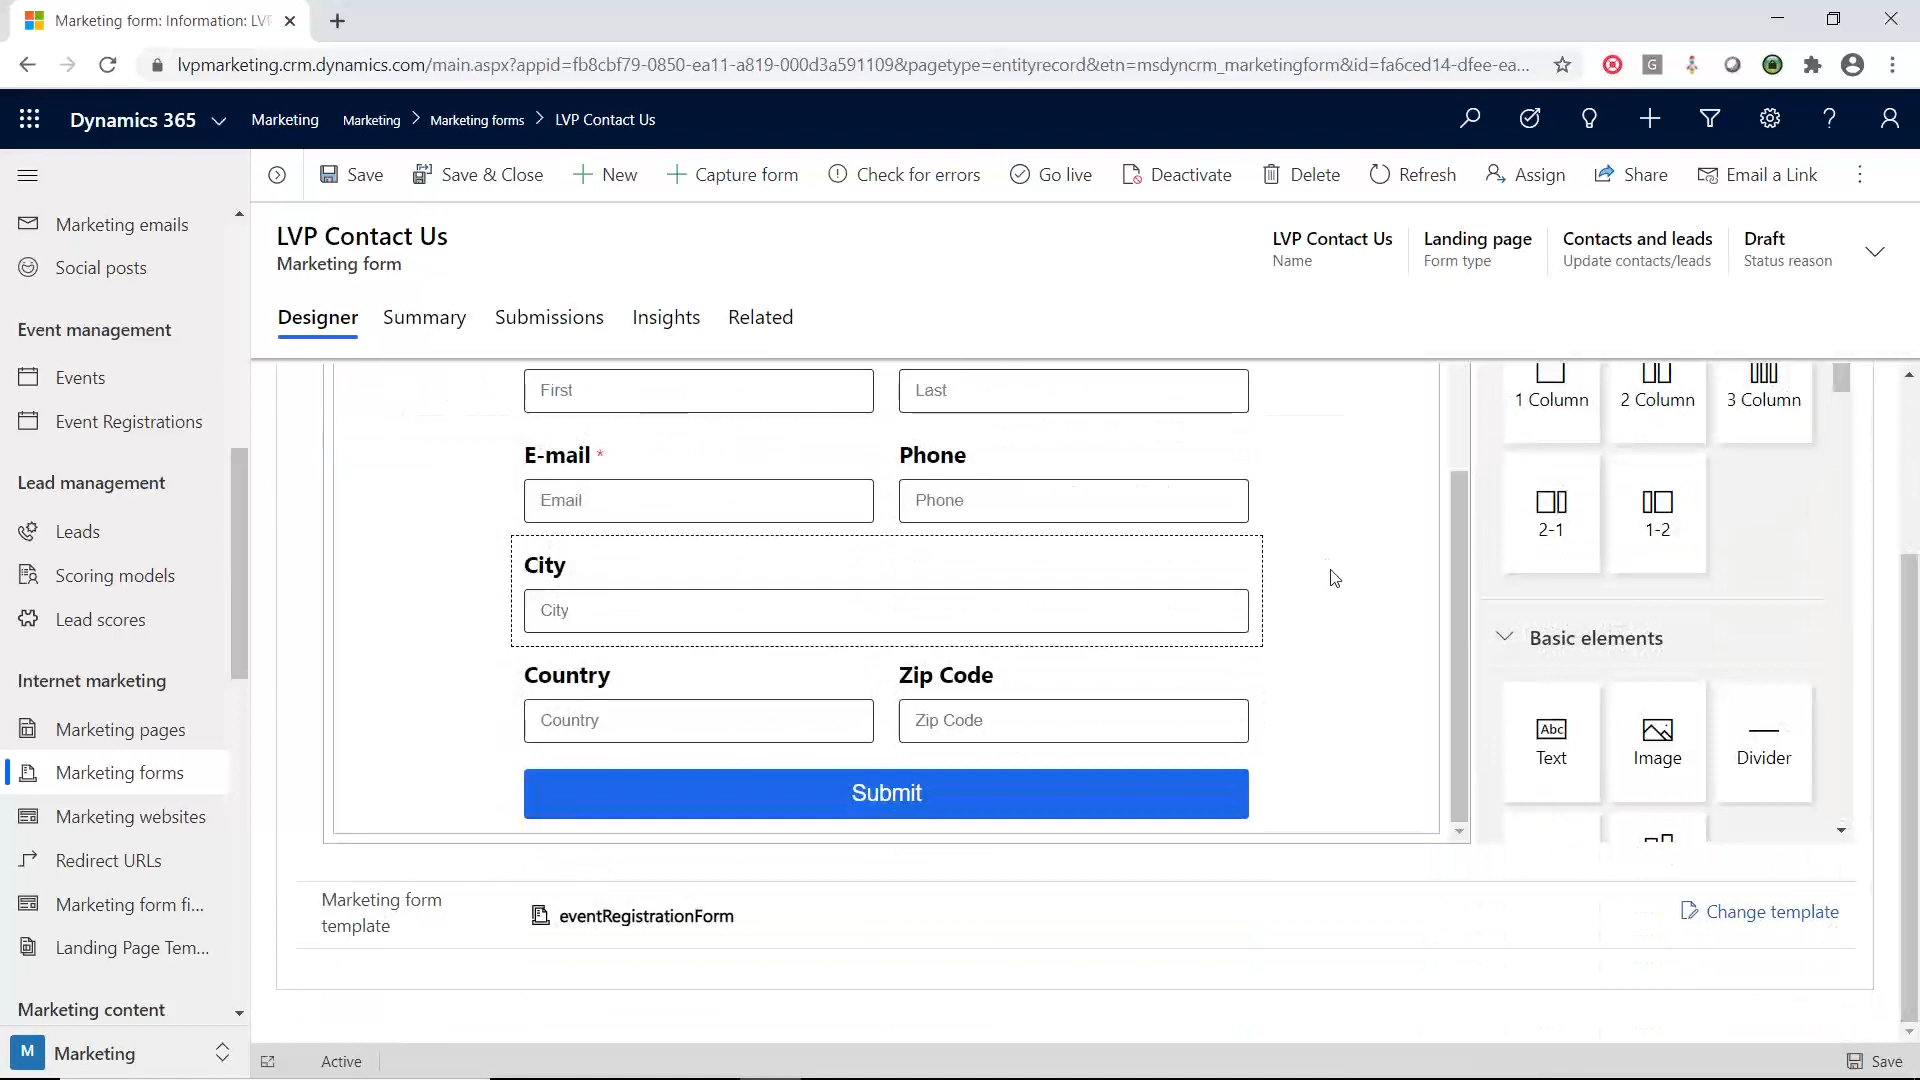 Marketing form: Information: LVP
lvpmarketing.crm.dynamics.com/main.aspx?appid=fb8cbf79-0850-ea11-a819-000d3a591109&pagetype=entityrecord&etn=msdyncrm_marketingform&id=fa6ced14-dfee-ea...
G
Dynamics 365 Marketing Marketing > Marketing forms > LVP Contact Us
Save Save & Close New Capture form Check for errors Go live Deactivate Delete Refresh Assign Share Email a Link
Marketing emails
Social posts
Event management
Events
Event Registrations
Lead management
Leads
Scoring models
Lead scores
Internet marketing
Marketing pages
Marketing forms
Marketing websites
Redirect URLs
Marketing form fi...
Landing Page Tem...
Marketing content
M Marketing
LVP Contact Us
Marketing form
LVP Contact Us
Name
Landing page
Form type
Contacts and leads
Update contacts/leads
Draft
Status reason
Designer Summary Submissions Insights Related
First Last
E-mail * Phone
Email Phone
City
City
Country Zip Code
Country Zip Code
Submit
1 Column 2 Column 3 Column
2-1 1-2
Basic elements
Abc
Text Image Divider
Marketing form
template
eventRegistrationForm
Change template
Active
Save